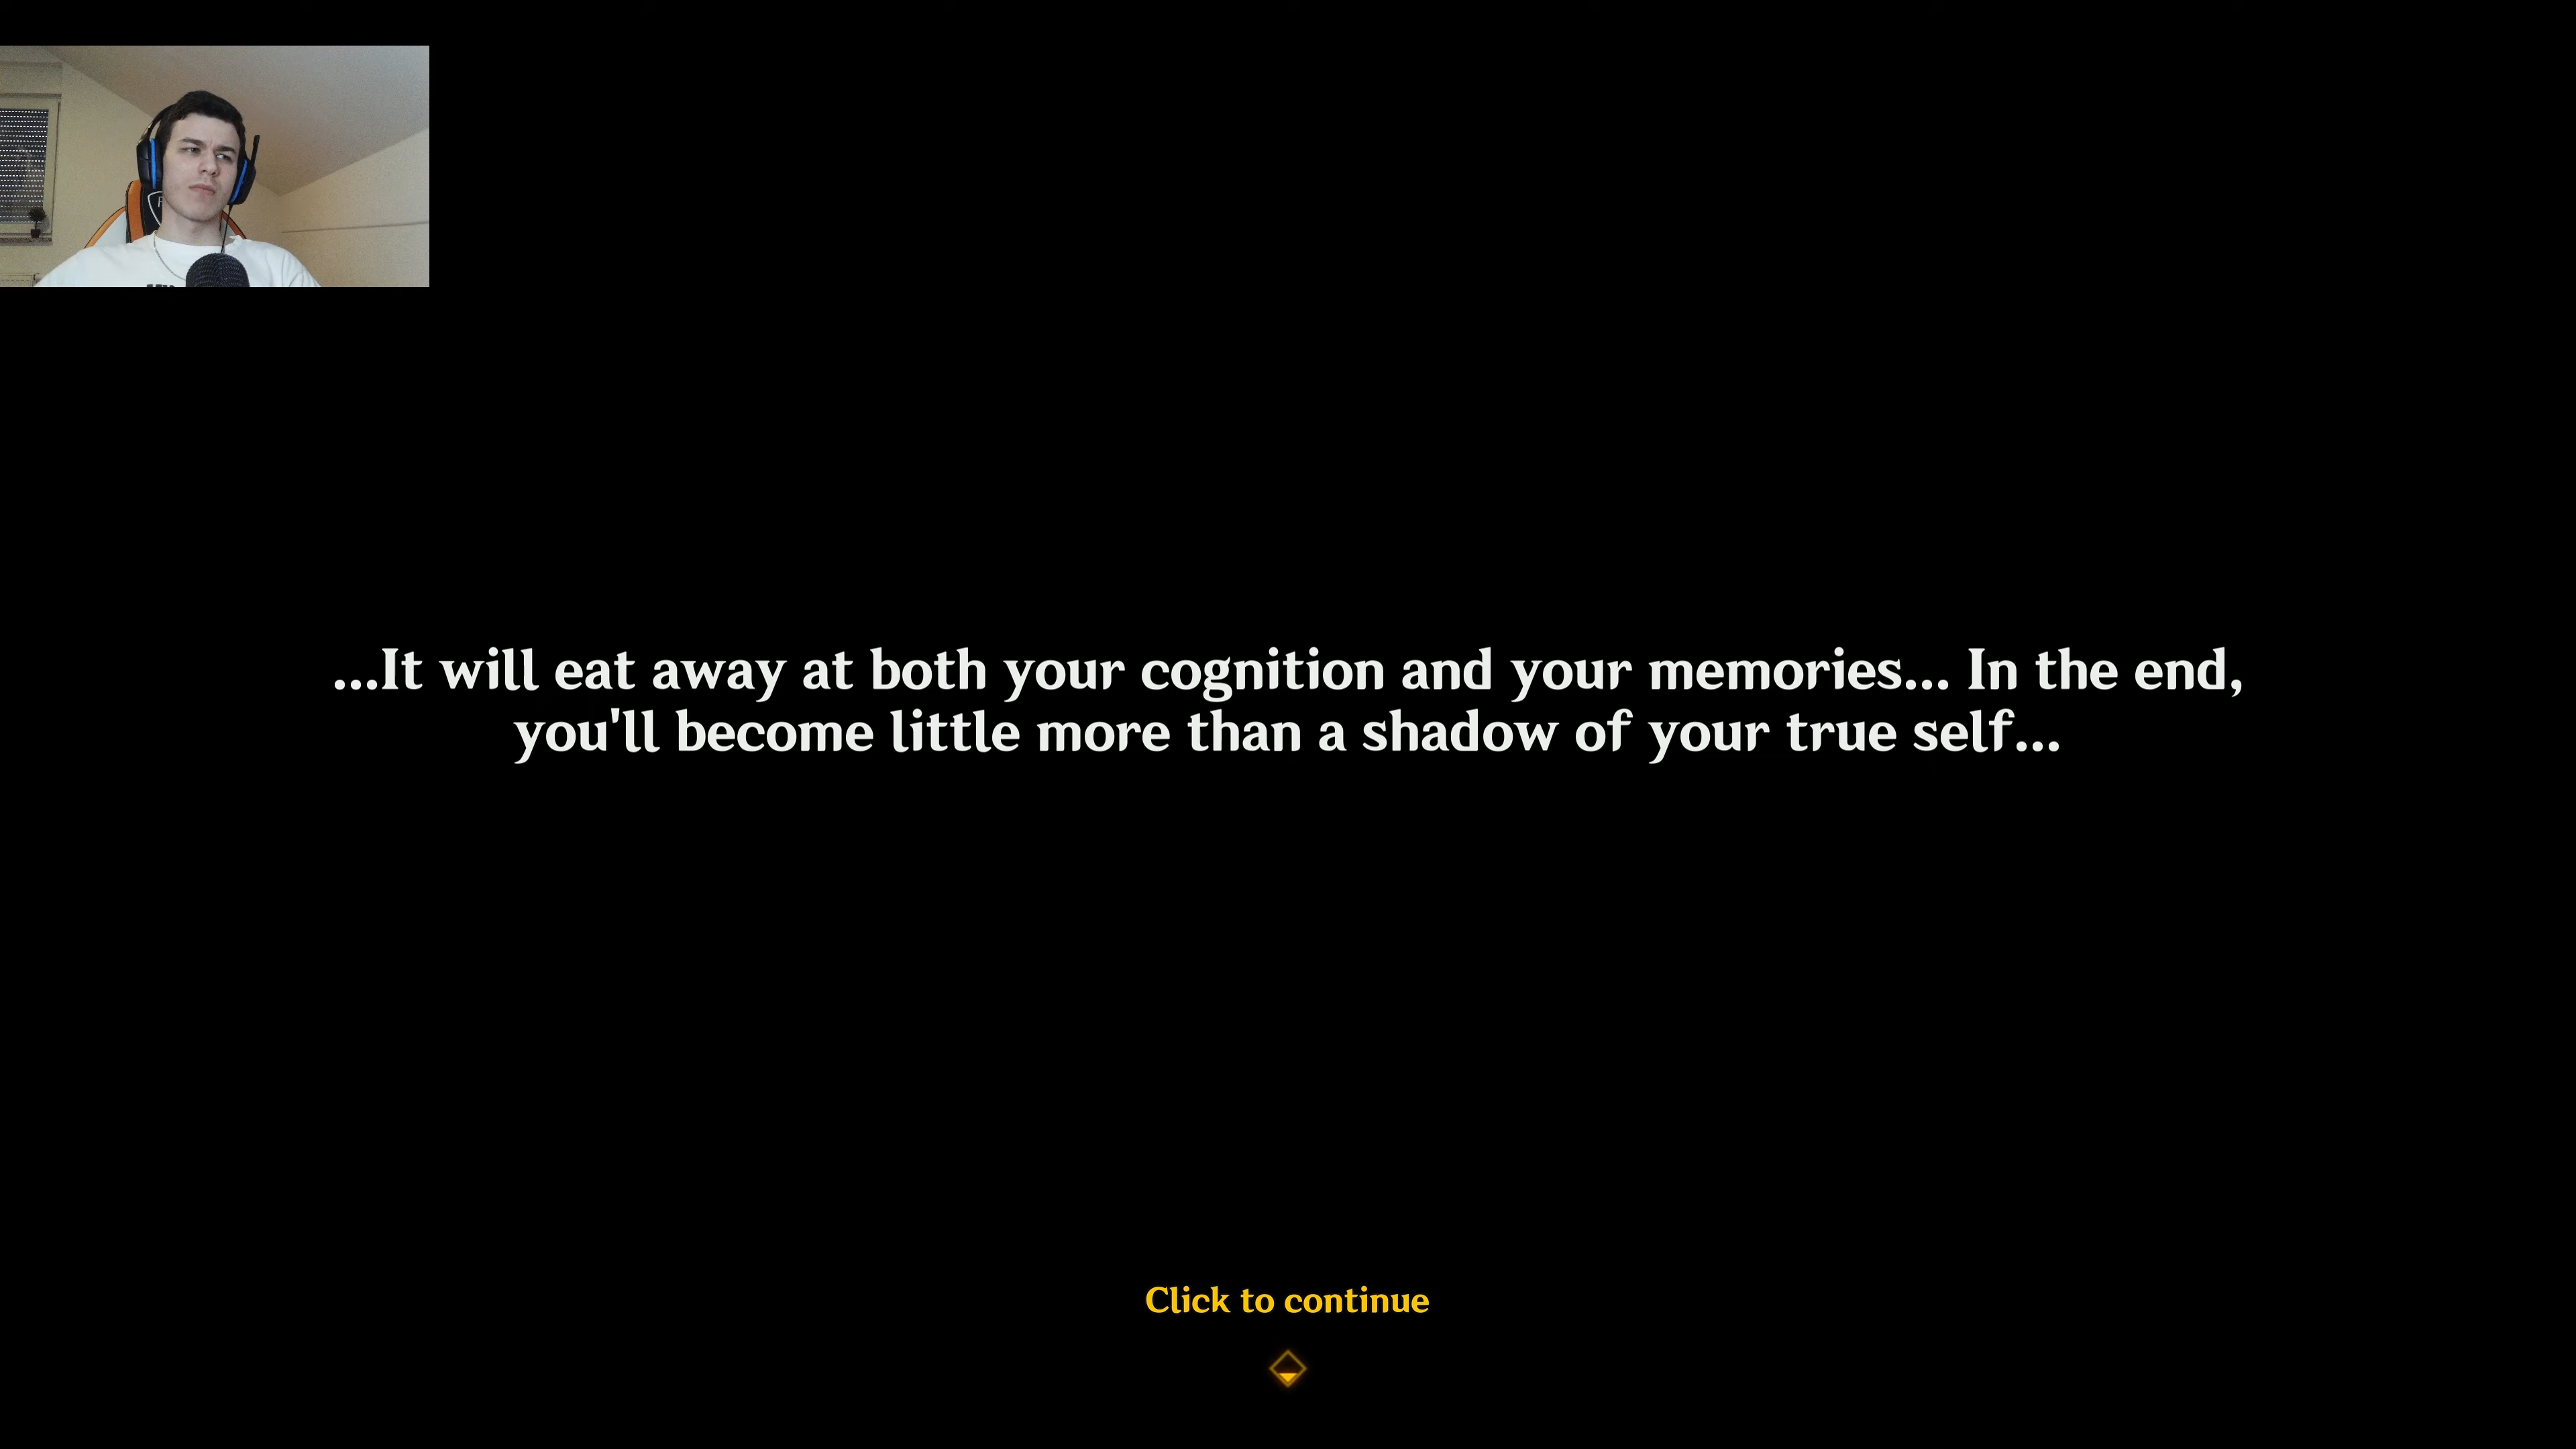 ...It will eat away at both your cognition and your memories... In the end,
you'll become little more than a shadow of your true self...
Click to continue